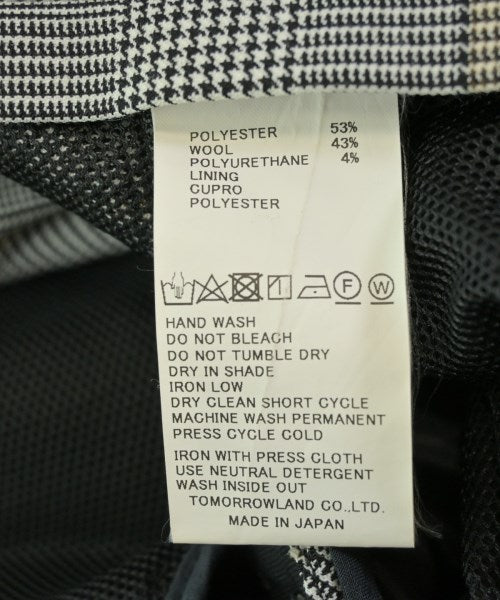 POLYESTER 53%
WOOL 43%
POLYURETHANE 4%
LINING
CUPRO
POLYESTER
F W
HAND WASH
DO NOT BLEACH
DO NOT TUMBLE DRY
DRY IN SHADE
IRON LOW
DRY CLEAN SHORT CYCLE
MACHINE WASH PERMANENT
PRESS CYCLE COLD
IRON WITH PRESS CLOTH
USE NEUTRAL DETERGENT
WASH INSIDE OUT
TOMORROWLAND CO.,LTD.
MADE IN JAPAN